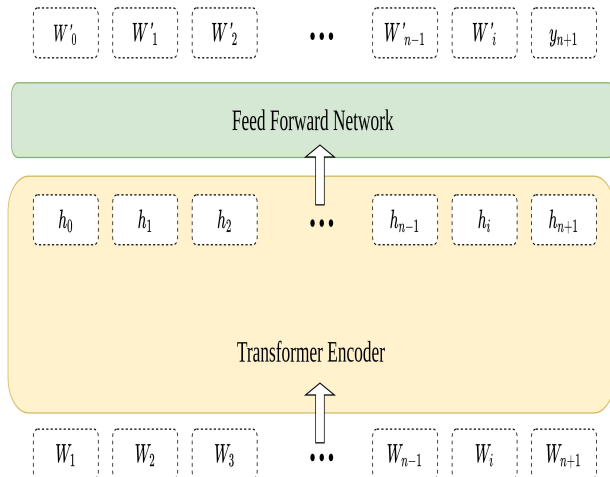 W'₀ W'₁ W'₂ ••• W'ₙ₋₁ W'ᵢ yₙ₊₁
Feed Forward Network
h₀ h₁ h₂ ••• hₙ₋₁ hᵢ hₙ₊₁
Transformer Encoder
W₁ W₂ W₃ ••• Wₙ₋₁ Wᵢ Wₙ₊₁